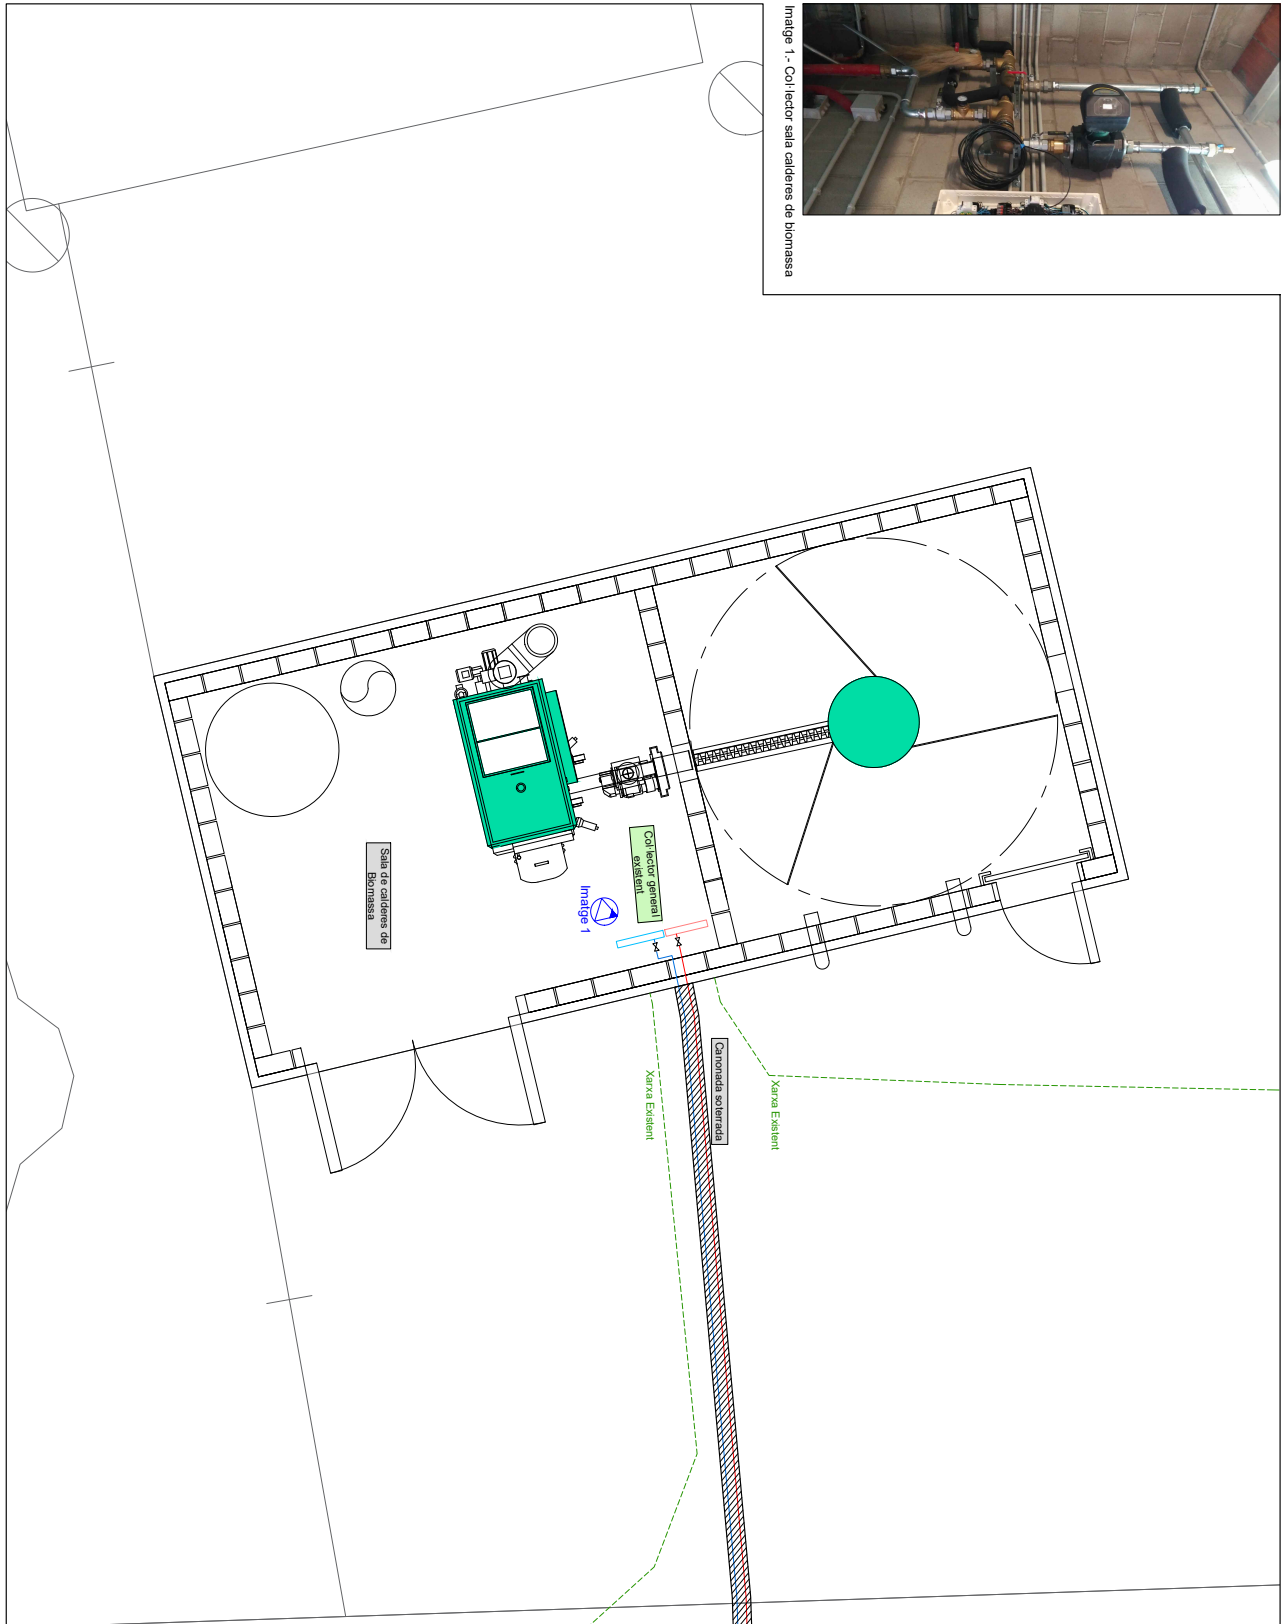 Imatge 1.- Col·lector sala calderes de biomassa
Col·lector general
existent
Sala de calderes de
Biomassa
Imatge 1
Canonada soterrada
Xarxa Existent
Xarxa Existent